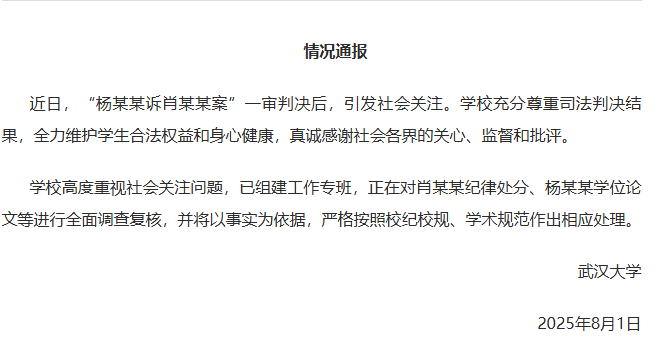 情况通报
近日，“杨某某诉肖某某案”一审判决后，引发社会关注。学校充分尊重司法判决结
果，全力维护学生合法权益和身心健康，真诚感谢社会各界的关心、监督和批评。
学校高度重视社会关注问题，已组建工作专班，正在对肖某某纪律处分、杨某某学位论
文等进行全面调查复核，并将以事实为依据，严格按照校纪校规、学术规范作出相应处理。
武汉大学
2025年8月1日